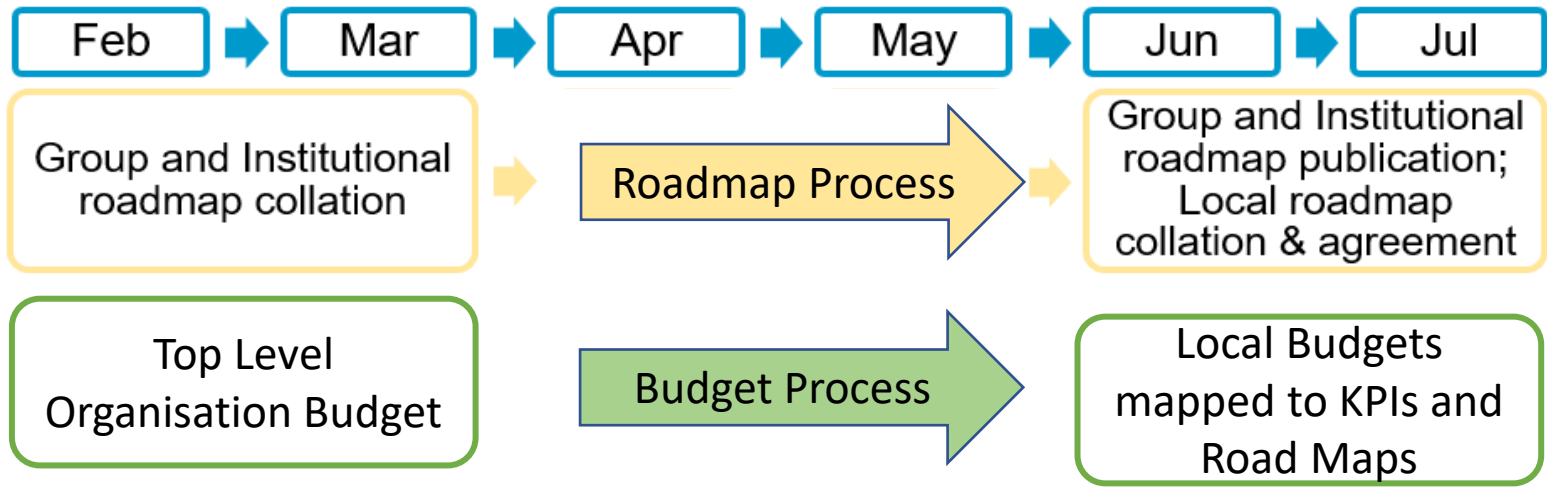 Feb
Mar
Apr
May
Jun
Jul
Group and Institutional
roadmap collation
Roadmap Process
Group and Institutional
roadmap publication;
Local roadmap
collation & agreement
Top Level
Organisation Budget
Budget Process
Local Budgets
mapped to KPIs and
Road Maps